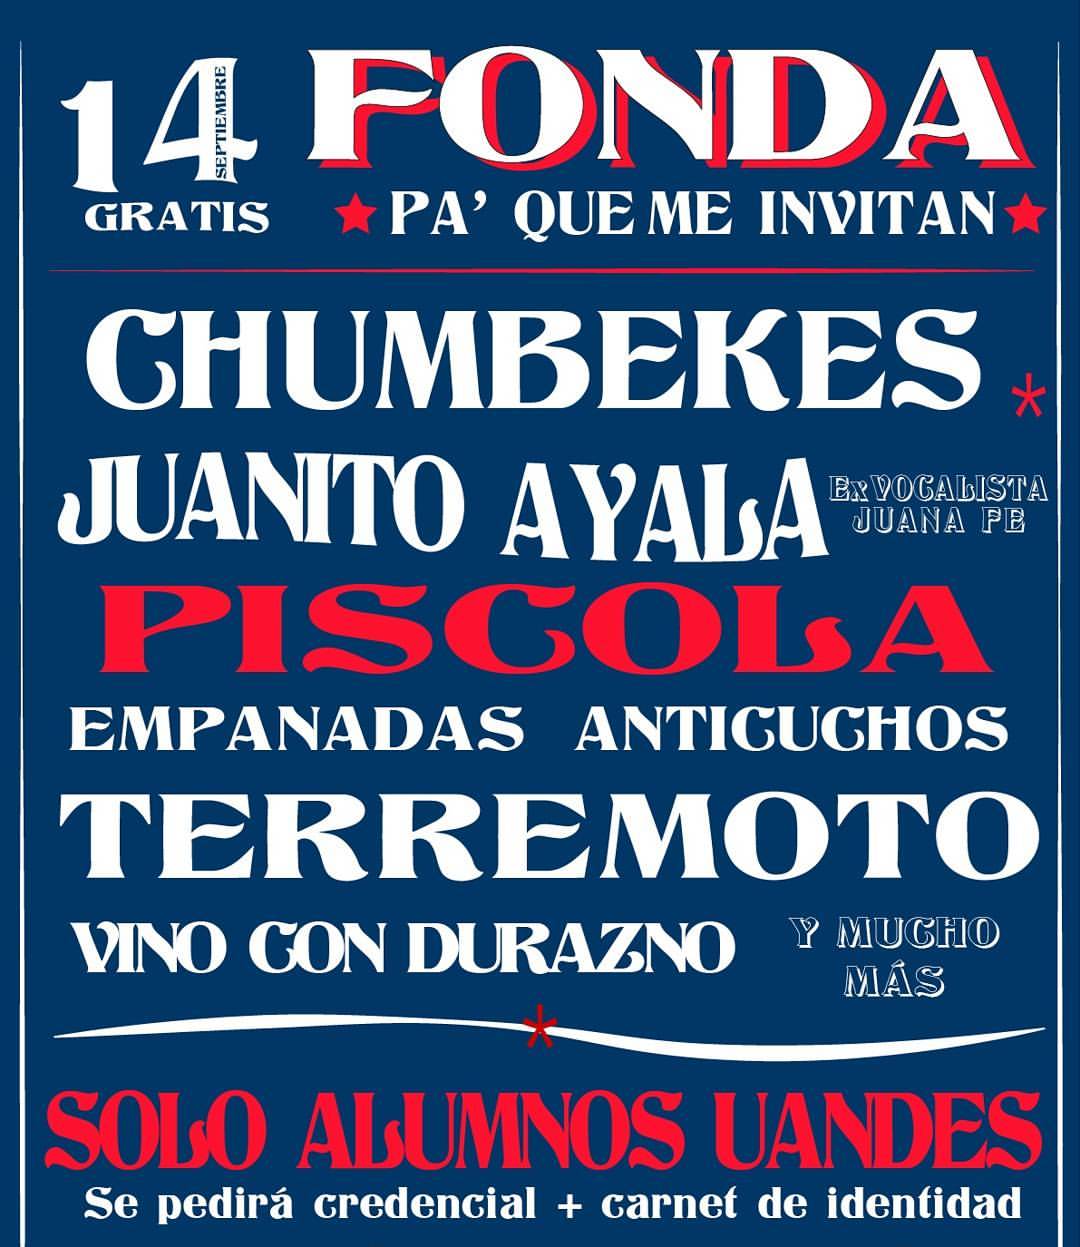 14 SEPTIEMBRE
GRATIS
FONDA
PA' QUE ME INVITAN
CHUMBEKES *
JUANITO AYALA
ExVOCALISTA
JUANA FE
PISCOLA
EMPANADAS ANTICUCHOS
TERREMOTO
VINO CON DURAZNO
Y MUCHO
MÁS
*
SOLO ALUMNOS UANDES
Se pedirá credencial + carnet de identidad